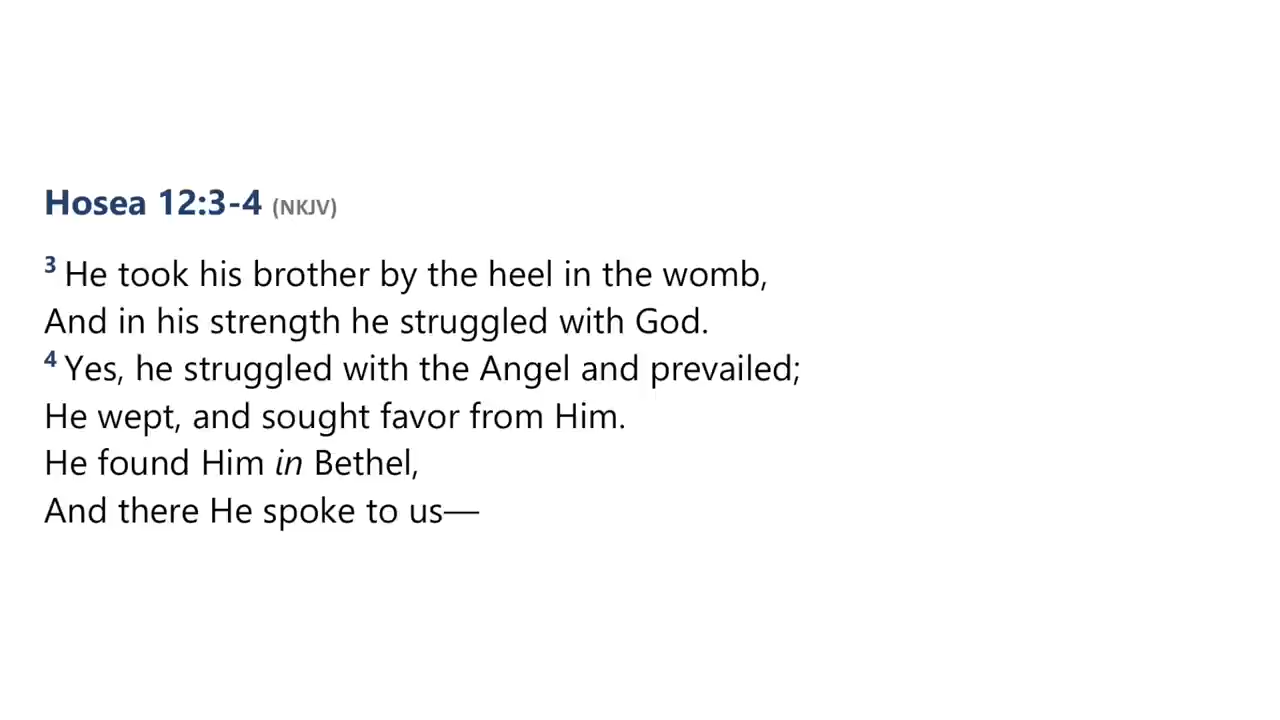 Hosea 12:3-4 (NKJV)
3 He took his brother by the heel in the womb,
And in his strength he struggled with God.
4 Yes, he struggled with the Angel and prevailed;
He wept, and sought favor from Him.
He found Him in Bethel,
And there He spoke to us—